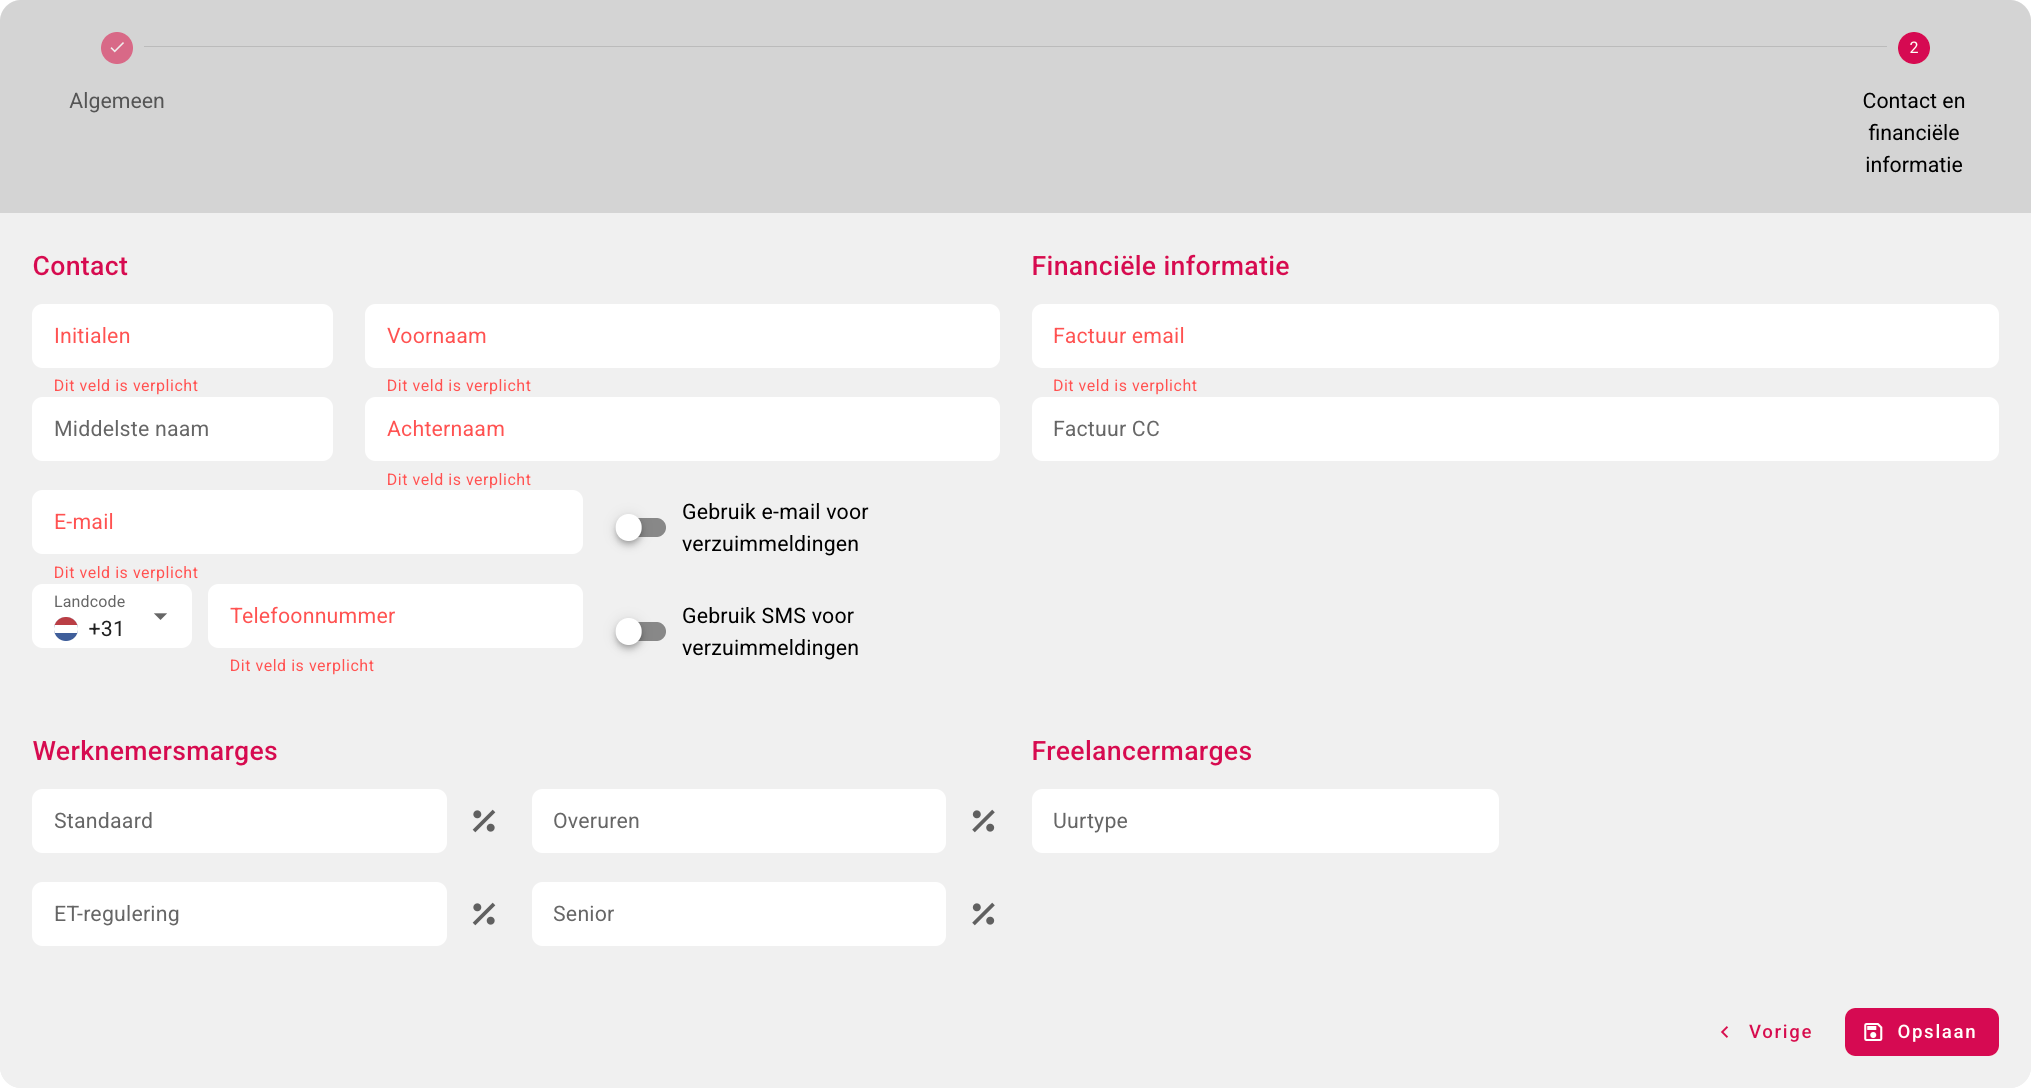 Algemeen
2
Contact en
financiële
informatie
Contact
Initialen
Dit veld is verplicht
Voornaam
Dit veld is verplicht
Middelste naam
Achternaam
Dit veld is verplicht
E-mail
Dit veld is verplicht
Gebruik e-mail voor
verzuimmeldingen
Landcode
+31
Telefoonnummer
Dit veld is verplicht
Gebruik SMS voor
verzuimmeldingen
Financiële informatie
Factuur email
Dit veld is verplicht
Factuur CC
Werknemersmarges
Standaard %
Overuren %
ET-regulering %
Senior %
Freelancermarges
Uurtype
Vorige
Opslaan